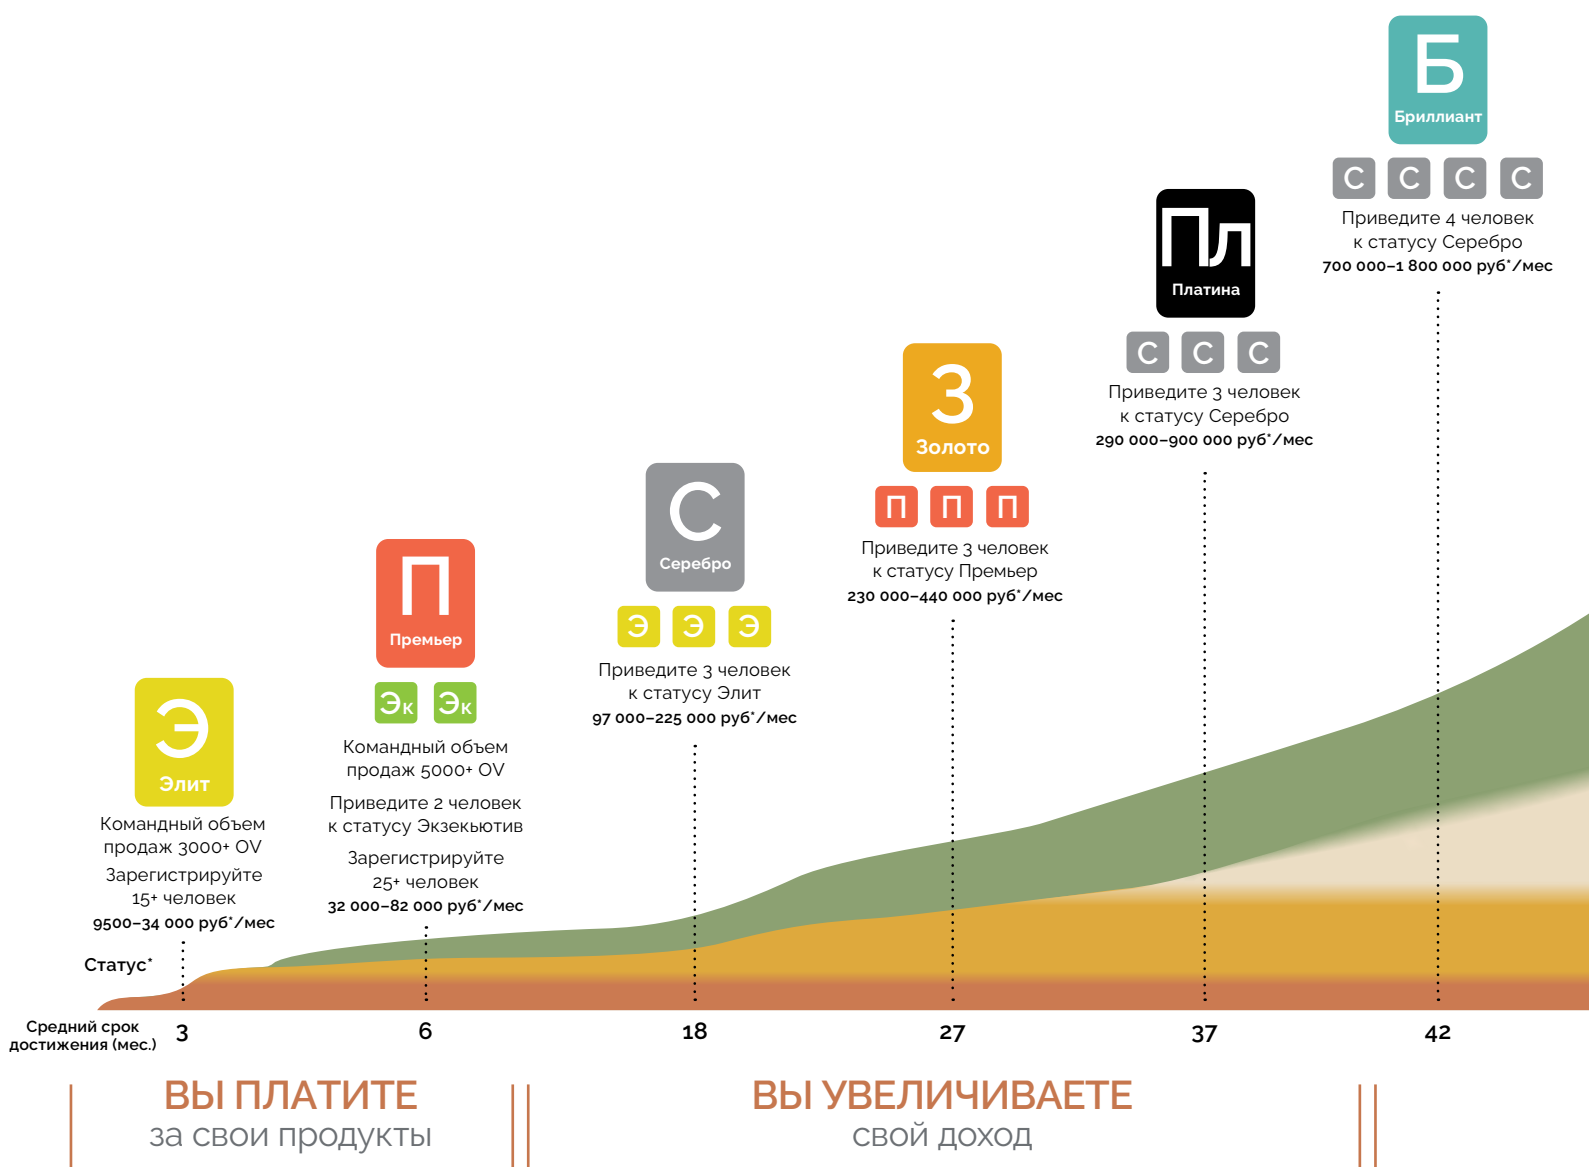 Б
Бриллиант
С С С С
Приведите 4 человек
к статусу Серебро
700 000–1 800 000 руб*/мес
Пл
Платина
С С С
Приведите 3 человек
к статусу Серебро
290 000–900 000 руб*/мес
З
Золото
П П П
Приведите 3 человек
к статусу Премьер
230 000–440 000 руб*/мес
С
Серебро
Э Э Э
Приведите 3 человек
к статусу Элит
97 000–225 000 руб*/мес
П
Премьер
Эк Эк
Командный объем
продаж 5000+ OV
Приведите 2 человек
к статусу Экзекьютив
Зарегистрируйте
25+ человек
32 000–82 000 руб*/мес
Э
Элит
Командный объем
продаж 3000+ OV
Зарегистрируйте
15+ человек
9500–34 000 руб*/мес
Статус*
Средний срок
достижения (мес.)
3 6 18 27 37 42
ВЫ ПЛАТИТЕ
за свои продукты
ВЫ УВЕЛИЧИВАЕТЕ
свой доход